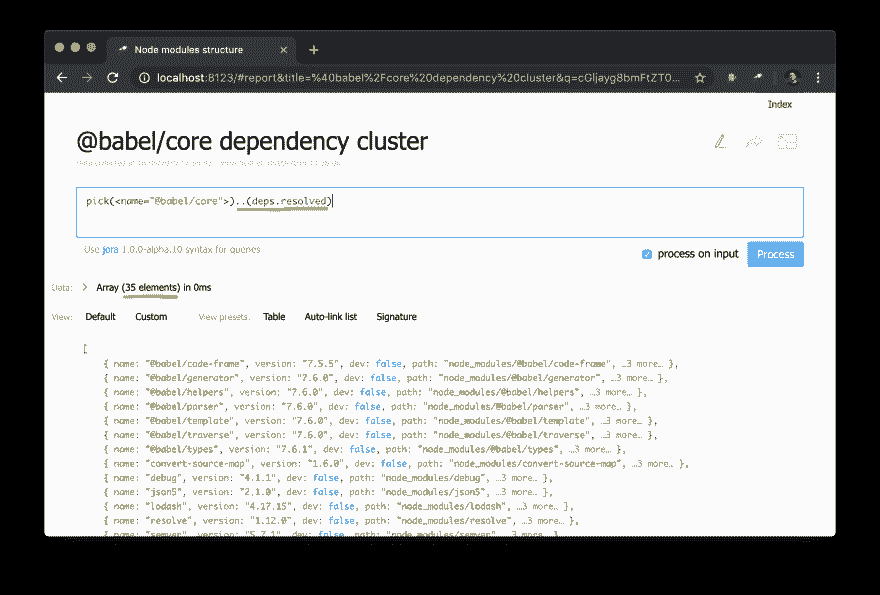 Node modules structure
localhost:8123/#report&title=%40babel%2Fcore%20dependency%20cluster&q=cGljayg8bmFtZT0...
Index
@babel/core dependency cluster
pick(<name="@babel/core">)..(deps.resolved)
Use jora 1.0.0-alpha.10 syntax for queries
process on input Process
Data: Array (35 elements) in 0ms
View: Default Custom View presets: Table Auto-link list Signature
[
{ name: "@babel/code-frame", version: "7.5.5", dev: false, path: "node_modules/@babel/code-frame", …3 more… },
{ name: "@babel/generator", version: "7.6.0", dev: false, path: "node_modules/@babel/generator", …3 more… },
{ name: "@babel/helpers", version: "7.6.0", dev: false, path: "node_modules/@babel/helpers", …3 more… },
{ name: "@babel/parser", version: "7.6.0", dev: false, path: "node_modules/@babel/parser", …3 more… },
{ name: "@babel/template", version: "7.6.0", dev: false, path: "node_modules/@babel/template", …3 more… },
{ name: "@babel/traverse", version: "7.6.0", dev: false, path: "node_modules/@babel/traverse", …3 more… },
{ name: "@babel/types", version: "7.6.1", dev: false, path: "node_modules/@babel/types", …3 more… },
{ name: "convert-source-map", version: "1.6.0", dev: false, path: "node_modules/convert-source-map", …3 more… },
{ name: "debug", version: "4.1.1", dev: false, path: "node_modules/debug", …3 more… },
{ name: "json5", version: "2.1.0", dev: false, path: "node_modules/json5", …3 more… },
{ name: "lodash", version: "4.17.15", dev: false, path: "node_modules/lodash", …3 more… },
{ name: "resolve", version: "1.12.0", dev: false, path: "node_modules/resolve", …3 more… },
{ name: "semver", version: "5.7.1", dev: false, path: "node_modules/semver", …3 more… },